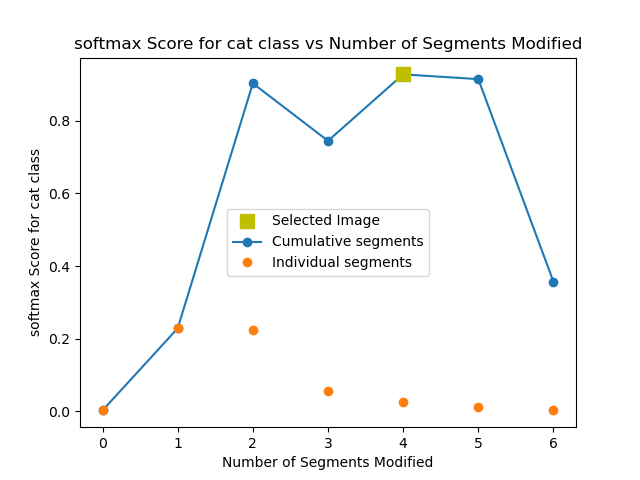 softmax Score for cat class vs Number of Segments Modified
softmax Score for cat class
0.8
0.6
0.4
0.2
0.0
Selected Image
Cumulative segments
Individual segments
0 1 2 3 4 5 6
Number of Segments Modified